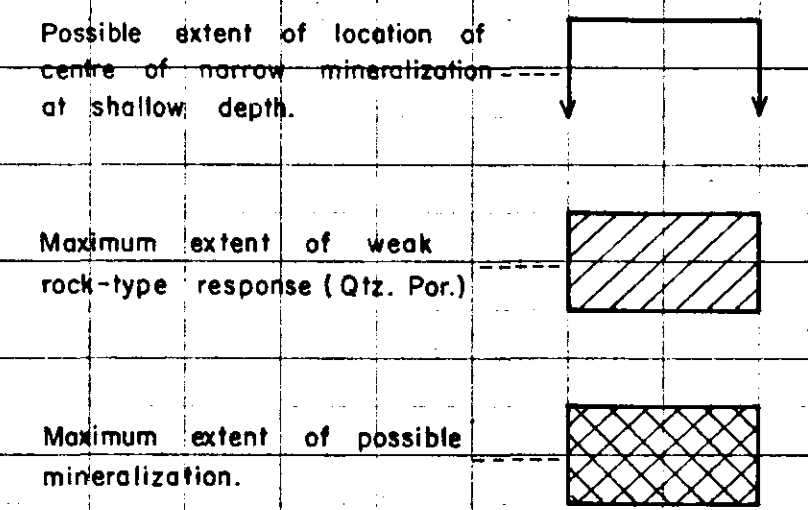 Possible extent of location of
centre of narrow mineralization
at shallow depth.
Maximum extent of weak
rock-type response (Qtz. Por.)
Maximum extent of possible
mineralization.